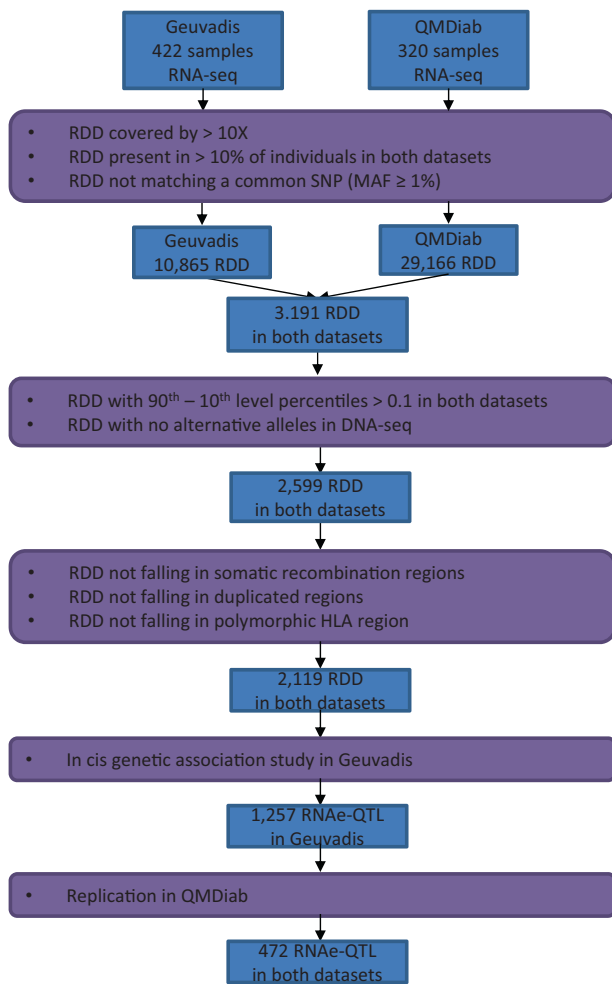 Geuvadis
422 samples
RNA-seq
QMDiab
320 samples
RNA-seq
• RDD covered by > 10X
• RDD present in > 10% of individuals in both datasets
• RDD not matching a common SNP (MAF ≥ 1%)
Geuvadis
10,865 RDD
QMDiab
29,166 RDD
3.191 RDD
in both datasets
• RDD with 90th – 10th level percentiles > 0.1 in both datasets
• RDD with no alternative alleles in DNA-seq
2,599 RDD
in both datasets
• RDD not falling in somatic recombination regions
• RDD not falling in duplicated regions
• RDD not falling in polymorphic HLA region
2,119 RDD
in both datasets
• In cis genetic association study in Geuvadis
1,257 RNAe-QTL
in Geuvadis
• Replication in QMDiab
472 RNAe-QTL
in both datasets